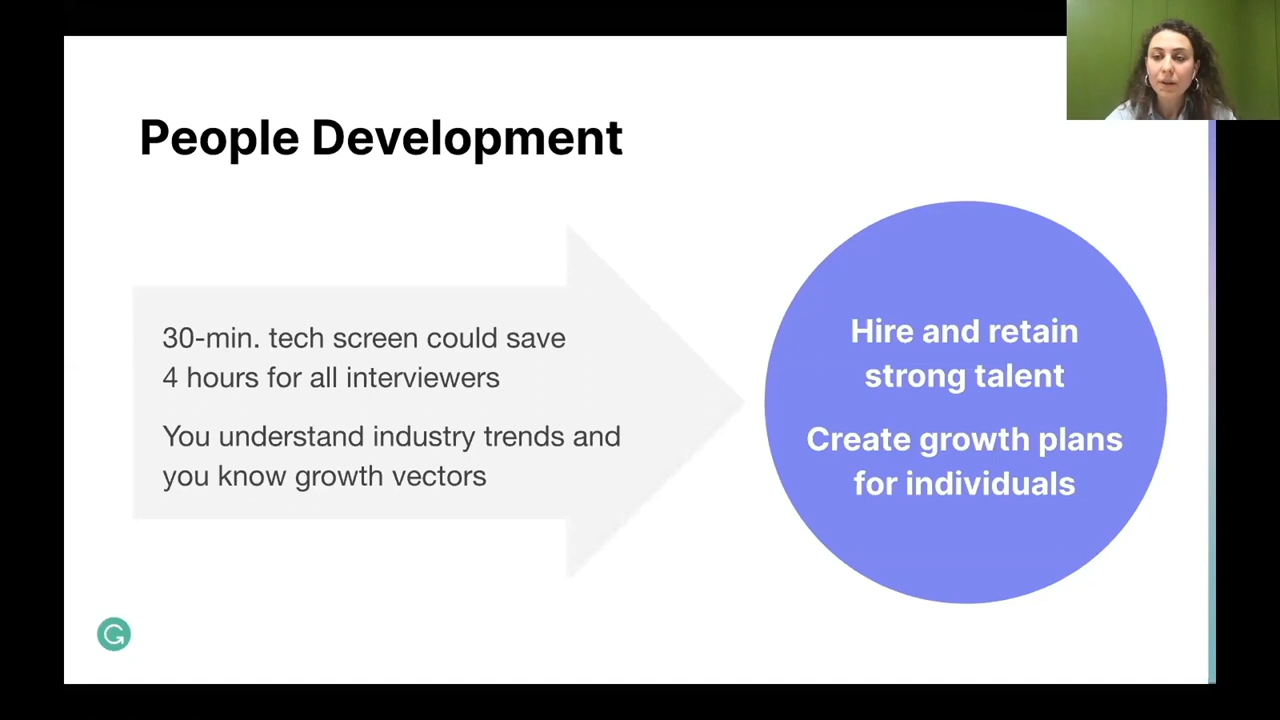 People Development
30-min. tech screen could save
4 hours for all interviewers
You understand industry trends and
you know growth vectors
Hire and retain
strong talent
Create growth plans
for individuals